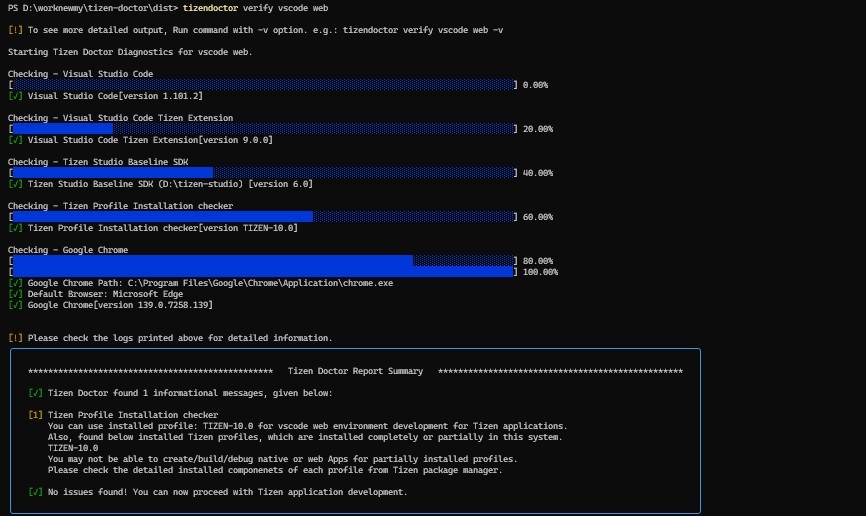 PS D:\worknewmy\tizen-doctor\dist> tizendoctor verify vscode web
[!] To see more detailed output, Run command with -v option. e.g.: tizendoctor verify vscode web -v
Starting Tizen Doctor Diagnostics for vscode web.
Checking - Visual Studio Code
[ ] 0.00%
[√] Visual Studio Code[version 1.101.2]
Checking - Visual Studio Code Tizen Extension
[ ] 20.00%
[√] Visual Studio Code Tizen Extension[version 9.0.0]
Checking - Tizen Studio Baseline SDK
[ ] 40.00%
[√] Tizen Studio Baseline SDK (D:\tizen-studio) [version 6.0]
Checking - Tizen Profile Installation checker
[ ] 60.00%
[√] Tizen Profile Installation checker[version TIZEN-10.0]
Checking - Google Chrome
[ ] 80.00%
[ ] 100.00%
[√] Google Chrome Path: C:\Program Files\Google\Chrome\Application\chrome.exe
[√] Default Browser: Microsoft Edge
[√] Google Chrome[version 139.0.7258.139]
[!] Please check the logs printed above for detailed information.
************************************************* Tizen Doctor Report Summary *************************************************
[√] Tizen Doctor found 1 informational messages, given below:
[1] Tizen Profile Installation checker
You can use installed profile: TIZEN-10.0 for vscode web environment development for Tizen applications.
Also, found below installed Tizen profiles, which are installed completely or partially in this system.
TIZEN-10.0
You may not be able to create/build/debug native or web Apps for partially installed profiles.
Please check the detailed installed componenets of each profile from Tizen package manager.
[√] No issues found! You can now proceed with Tizen application development.